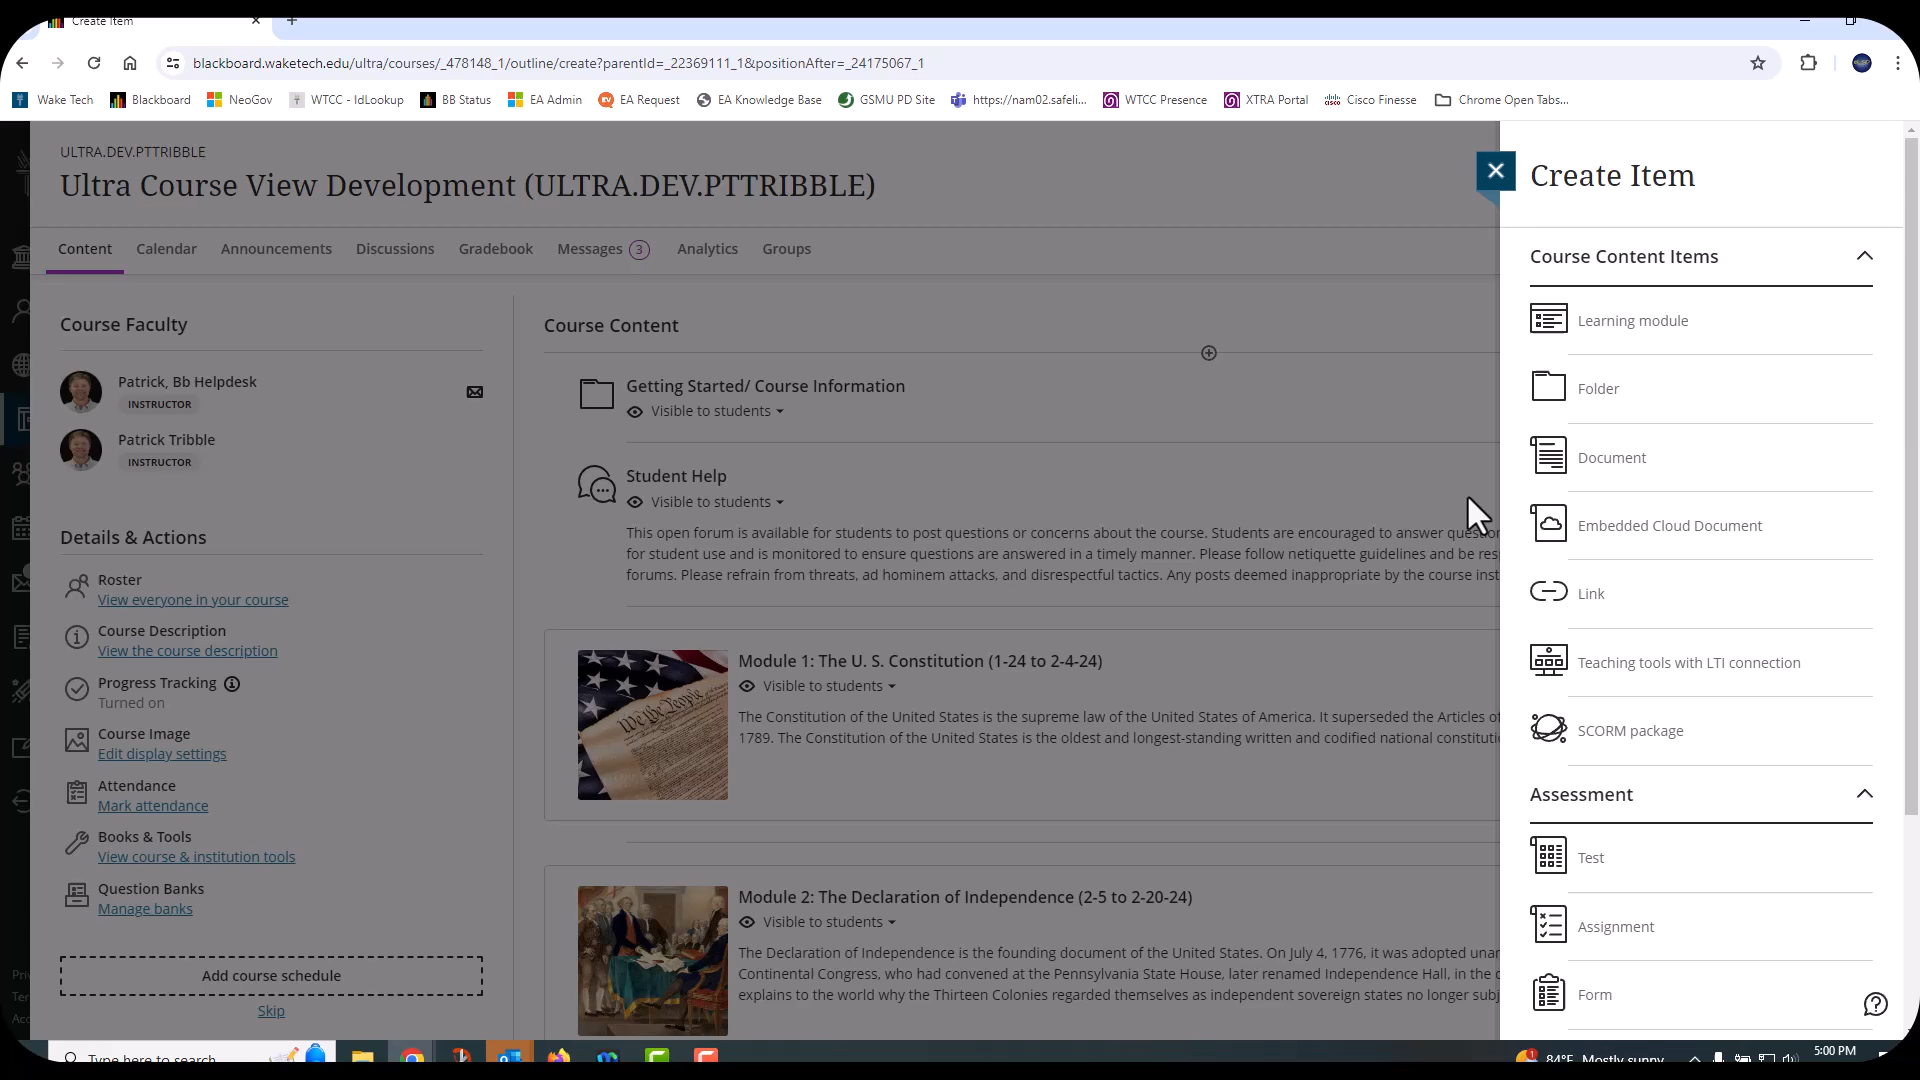 Create Item
blackboard.waketech.edu/ultra/courses/_478148_1/outline/create?parentId=_22369111_1&positionAfter=_24175067_1
Wake Tech Blackboard NeoGov WTCC - IdLookup BB Status EA Admin EA Request EA Knowledge Base GSMU PD Site https://nam02.safeli... WTCC Presence XTRA Portal Cisco Finesse Chrome Open Tabs...
ULTRA.DEV.PTTRIBBLE
Ultra Course View Development (ULTRA.DEV.PTTRIBBLE)
Content Calendar Announcements Discussions Gradebook Messages 3 Analytics Groups
Course Faculty
Patrick, Bb Helpdesk
INSTRUCTOR
Patrick Tribble
INSTRUCTOR
Details & Actions
Roster
View everyone in your course
Course Description
View the course description
Progress Tracking
Turned on
Course Image
Edit display settings
Attendance
Mark attendance
Books & Tools
View course & institution tools
Question Banks
Manage banks
Add course schedule
Skip
Course Content
Getting Started/ Course Information
Visible to students
Student Help
Visible to students
This open forum is available for students to post questions or concerns about the course. Students are encouraged to answer
for student use and is monitored to ensure questions are answered in a timely manner. Please follow netiquette guidelines and be
forums. Please refrain from threats, ad hominem attacks, and disrespectful tactics. Any posts deemed inappropriate by the course
Module 1: The U. S. Constitution (1-24 to 2-4-24)
Visible to students
We the People
The Constitution of the United States is the supreme law of the United States of America. It superseded the Articles
1789. The Constitution of the United States is the oldest and longest-standing written and codified national
Module 2: The Declaration of Independence (2-5 to 2-20-24)
Visible to students
The Declaration of Independence is the founding document of the United States. On July 4, 1776, it was adopted
Continental Congress, who had convened at the Pennsylvania State House, later renamed Independence Hall, in the
explains to the world why the Thirteen Colonies regarded themselves as independent sovereign states no longer
Create Item
Course Content Items
Learning module
Folder
Document
Embedded Cloud Document
Link
Teaching tools with LTI connection
SCORM package
Assessment
Test
Assignment
Form
Type here to search
84°F Mostly sunny
5:00 PM